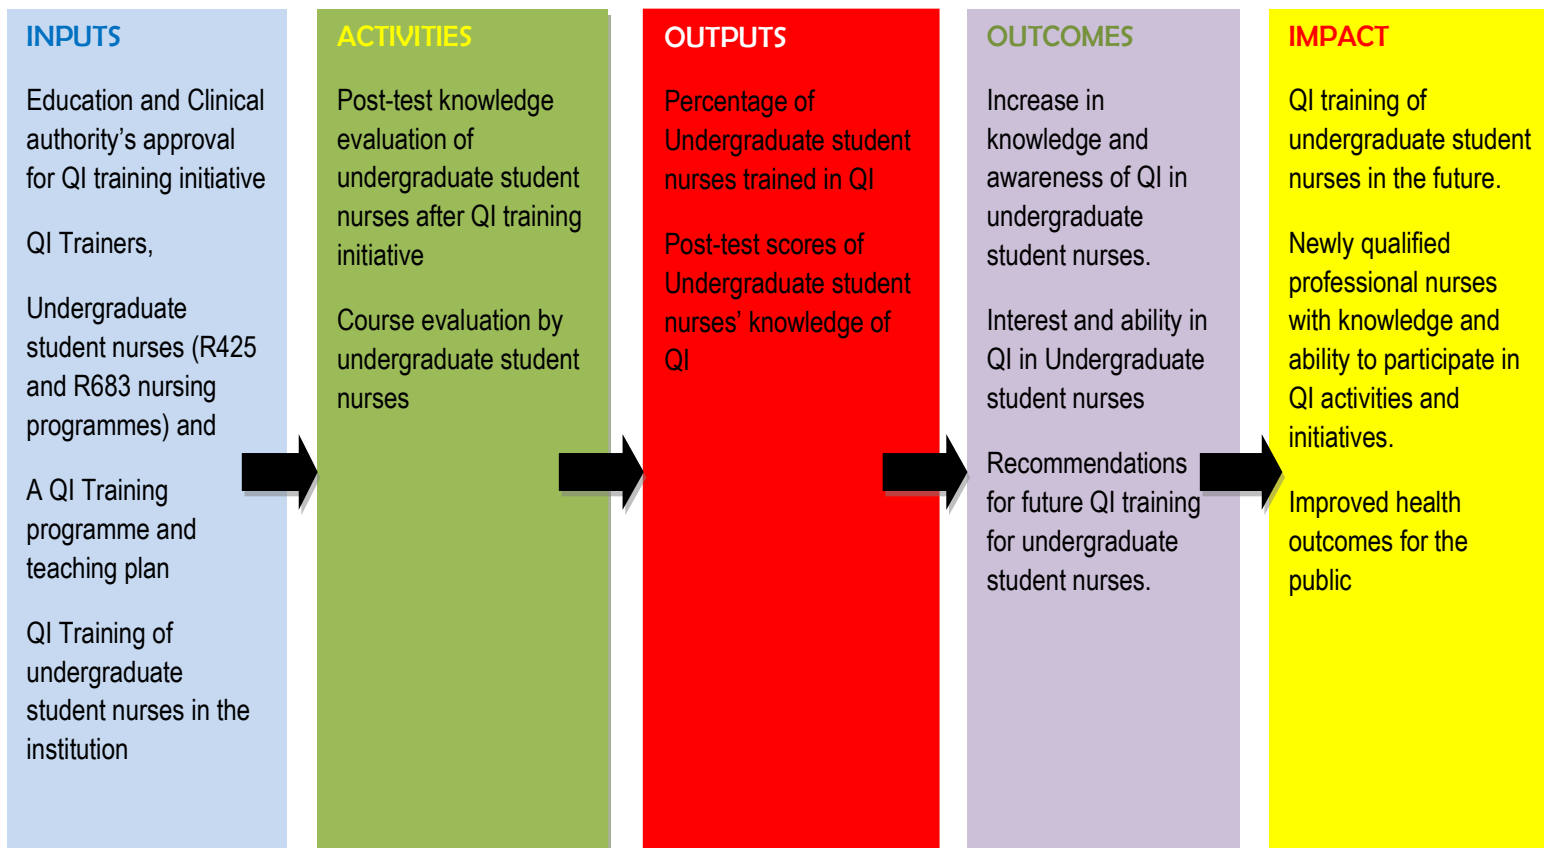 INPUTS
Education and Clinical
authority's approval
for QI training initiative
QI Trainers,
Undergraduate
student nurses (R425
and R683 nursing
programmes) and
A QI Training
programme and
teaching plan
QI Training of
undergraduate
student nurses in the
institution
ACTIVITIES
Post-test knowledge
evaluation of
undergraduate student
nurses after QI training
initiative
Course evaluation by
undergraduate student
nurses
OUTPUTS
Percentage of
Undergraduate student
nurses trained in QI
Post-test scores of
Undergraduate student
nurses' knowledge of
QI
OUTCOMES
Increase in
knowledge and
awareness of QI in
undergraduate
student nurses.
Interest and ability in
QI in Undergraduate
student nurses
Recommendations
for future QI training
for undergraduate
student nurses.
IMPACT
QI training of
undergraduate student
nurses in the future.
Newly qualified
professional nurses
with knowledge and
ability to participate in
QI activities and
initiatives.
Improved health
outcomes for the
public